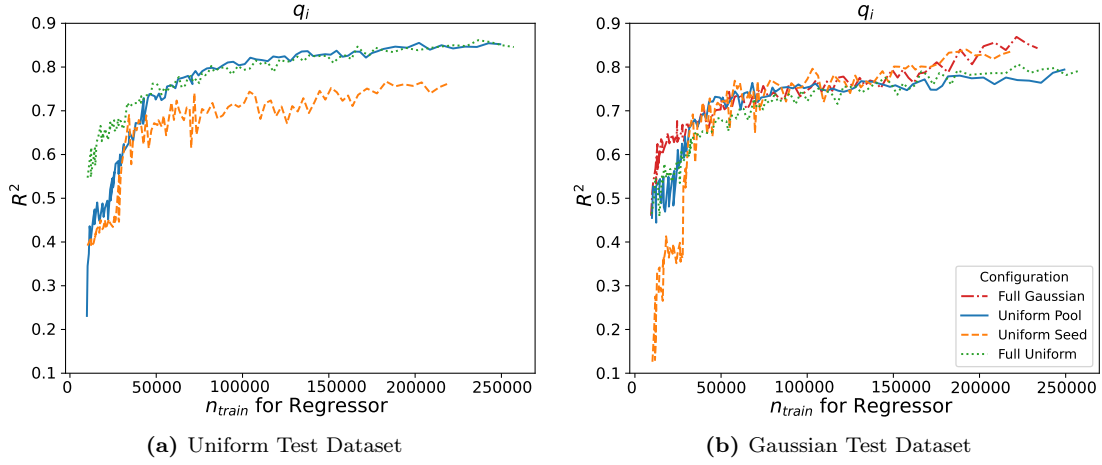 q_i
0.9
0.8
0.7
0.6
0.5
0.4
0.3
0.2
0.1
R²
0 50000 100000 150000 200000 250000
n_train for Regressor
(a) Uniform Test Dataset
q_i
0.9
0.8
0.7
0.6
0.5
0.4
0.3
0.2
0.1
R²
Configuration
Full Gaussian
Uniform Pool
Uniform Seed
Full Uniform
0 50000 100000 150000 200000 250000
n_train for Regressor
(b) Gaussian Test Dataset